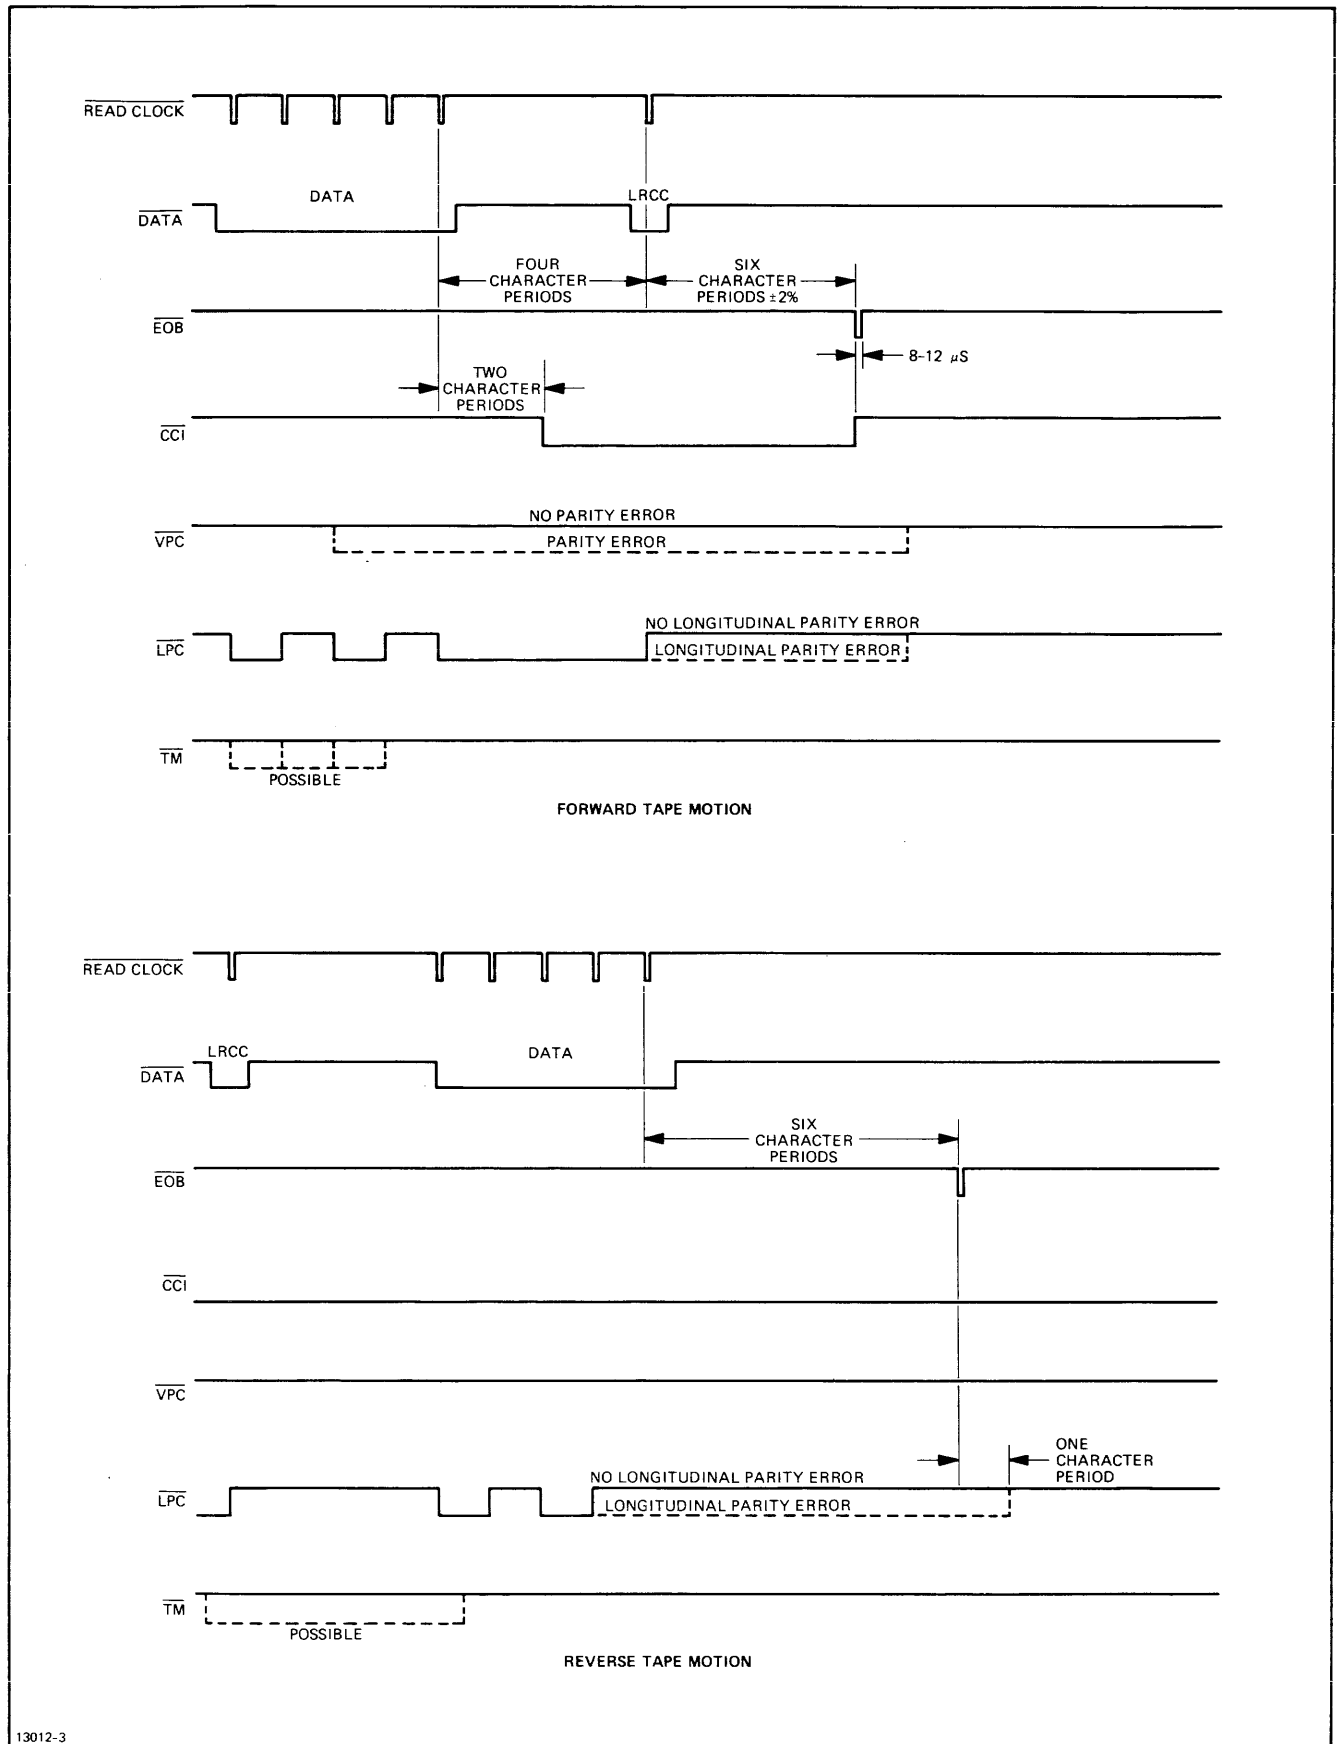 READ CLOCK
DATA
LRCC
DATA
FOUR
CHARACTER
PERIODS
SIX
CHARACTER
PERIODS ±2%
EOB
8-12 μS
TWO
CHARACTER
PERIODS
CCI
NO PARITY ERROR
VPC
PARITY ERROR
NO LONGITUDINAL PARITY ERROR
LPC
LONGITUDINAL PARITY ERROR
TM
POSSIBLE
FORWARD TAPE MOTION
READ CLOCK
LRCC
DATA
DATA
SIX
CHARACTER
PERIODS
EOB
CCI
VPC
ONE
CHARACTER
PERIOD
NO LONGITUDINAL PARITY ERROR
LPC
LONGITUDINAL PARITY ERROR
TM
POSSIBLE
REVERSE TAPE MOTION
13012-3